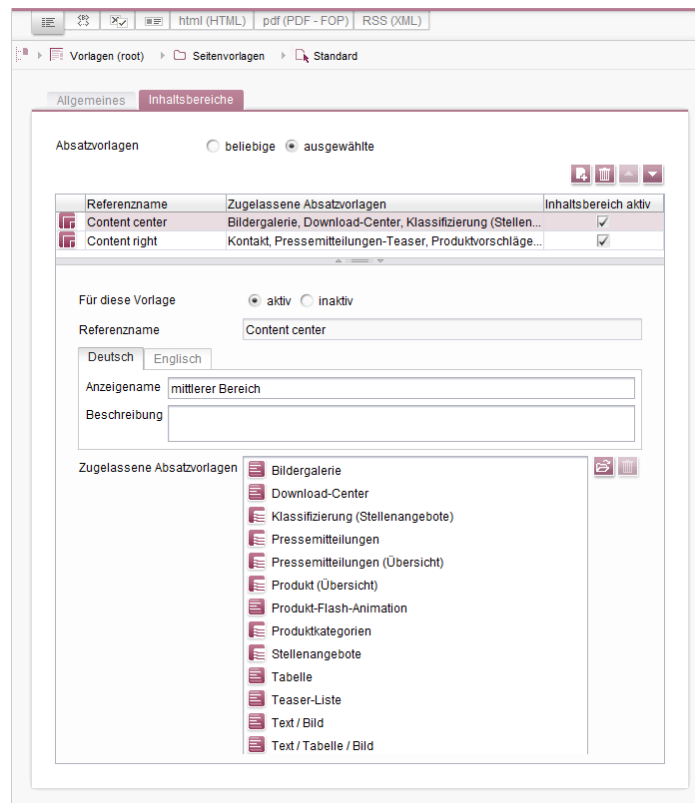 html (HTML) pdf (PDF - FOP) RSS (XML)
Vorlagen (root) Seitenvorlagen Standard
Allgemeines Inhaltsbereiche
Absatzvorlagen beliebige ausgewählte
Referenzname Zugelassene Absatzvorlagen Inhaltsbereich aktiv
Content center Bildergalerie, Download-Center, Klassifizierung (Stellen...
Content right Kontakt, Pressemitteilungen-Teaser, Produktvorschläge...
Für diese Vorlage aktiv inaktiv
Referenzname Content center
Deutsch Englisch
Anzeigename mittlerer Bereich
Beschreibung
Zugelassene Absatzvorlagen Bildergalerie
Download-Center
Klassifizierung (Stellenangebote)
Pressemitteilungen
Pressemitteilungen (Übersicht)
Produkt (Übersicht)
Produkt-Flash-Animation
Produktkategorien
Stellenangebote
Tabelle
Teaser-Liste
Text / Bild
Text / Tabelle / Bild